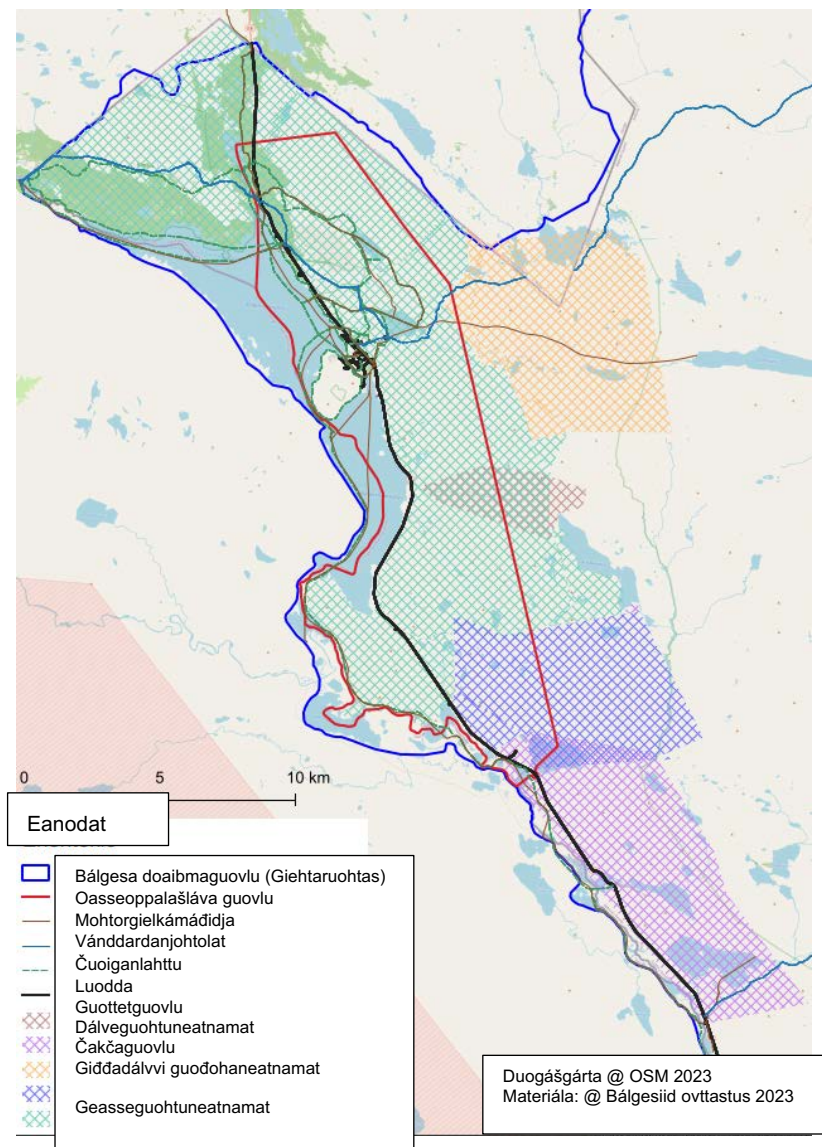 0 5 10 km
Eanodat
Bálgesa doaibmaguovlu (Giehtaruohtas)
Oasseoppalašláva guovlu
Mohtorgielkámáđidja
Vánddardanjohtolat
Čuoiganlahttu
Luodda
Guottetguovlu
Dálveguohtuneatnamat
Čakčaguovlu
Giđđadálvvi guođohaneatnamat
Geasseguohtuneatnamat
Duogášgárta @ OSM 2023
Materiála: @ Bálgesiid ovttastus 2023